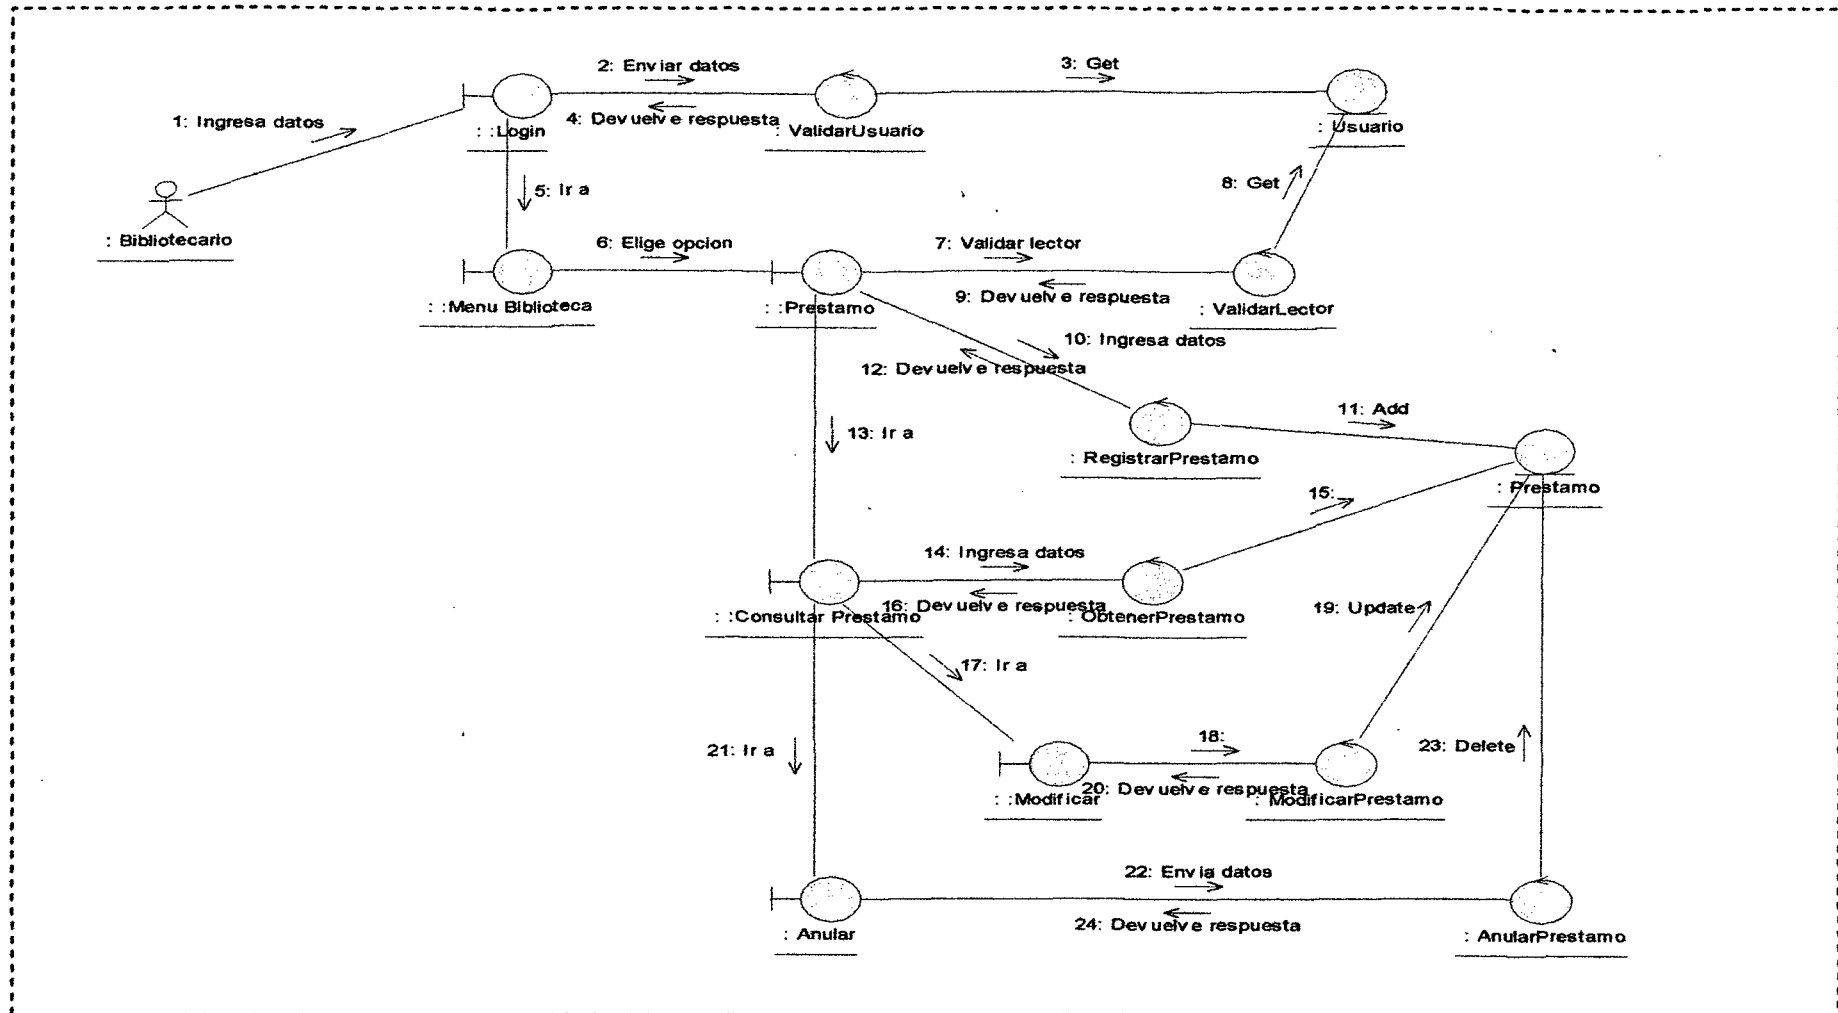 2: Enviar datos
3: Get
1: Ingresa datos
4: Devuelve respuesta
: :Login
: ValidarUsuario
: Usuario
5: Ir a
8: Get
: Bibliotecario
6: Elige opcion
7: Validar lector
9: Devuelve respuesta
: :Menu Biblioteca
: :Prestamo
: ValidarLector
10: Ingresa datos
12: Devuelve respuesta
11: Add
13: Ir a
: RegistrarPrestamo
: Prestamo
15:
14: Ingresa datos
16: Devuelve respuesta
: :Consultar Prestamo
: ObtenerPrestamo
19: Update
17: Ir a
18:
21: Ir a
23: Delete
20: Devuelve respuesta
: :Modificar
: ModificarPrestamo
22: Envia datos
24: Devuelve respuesta
: Anular
: AnularPrestamo